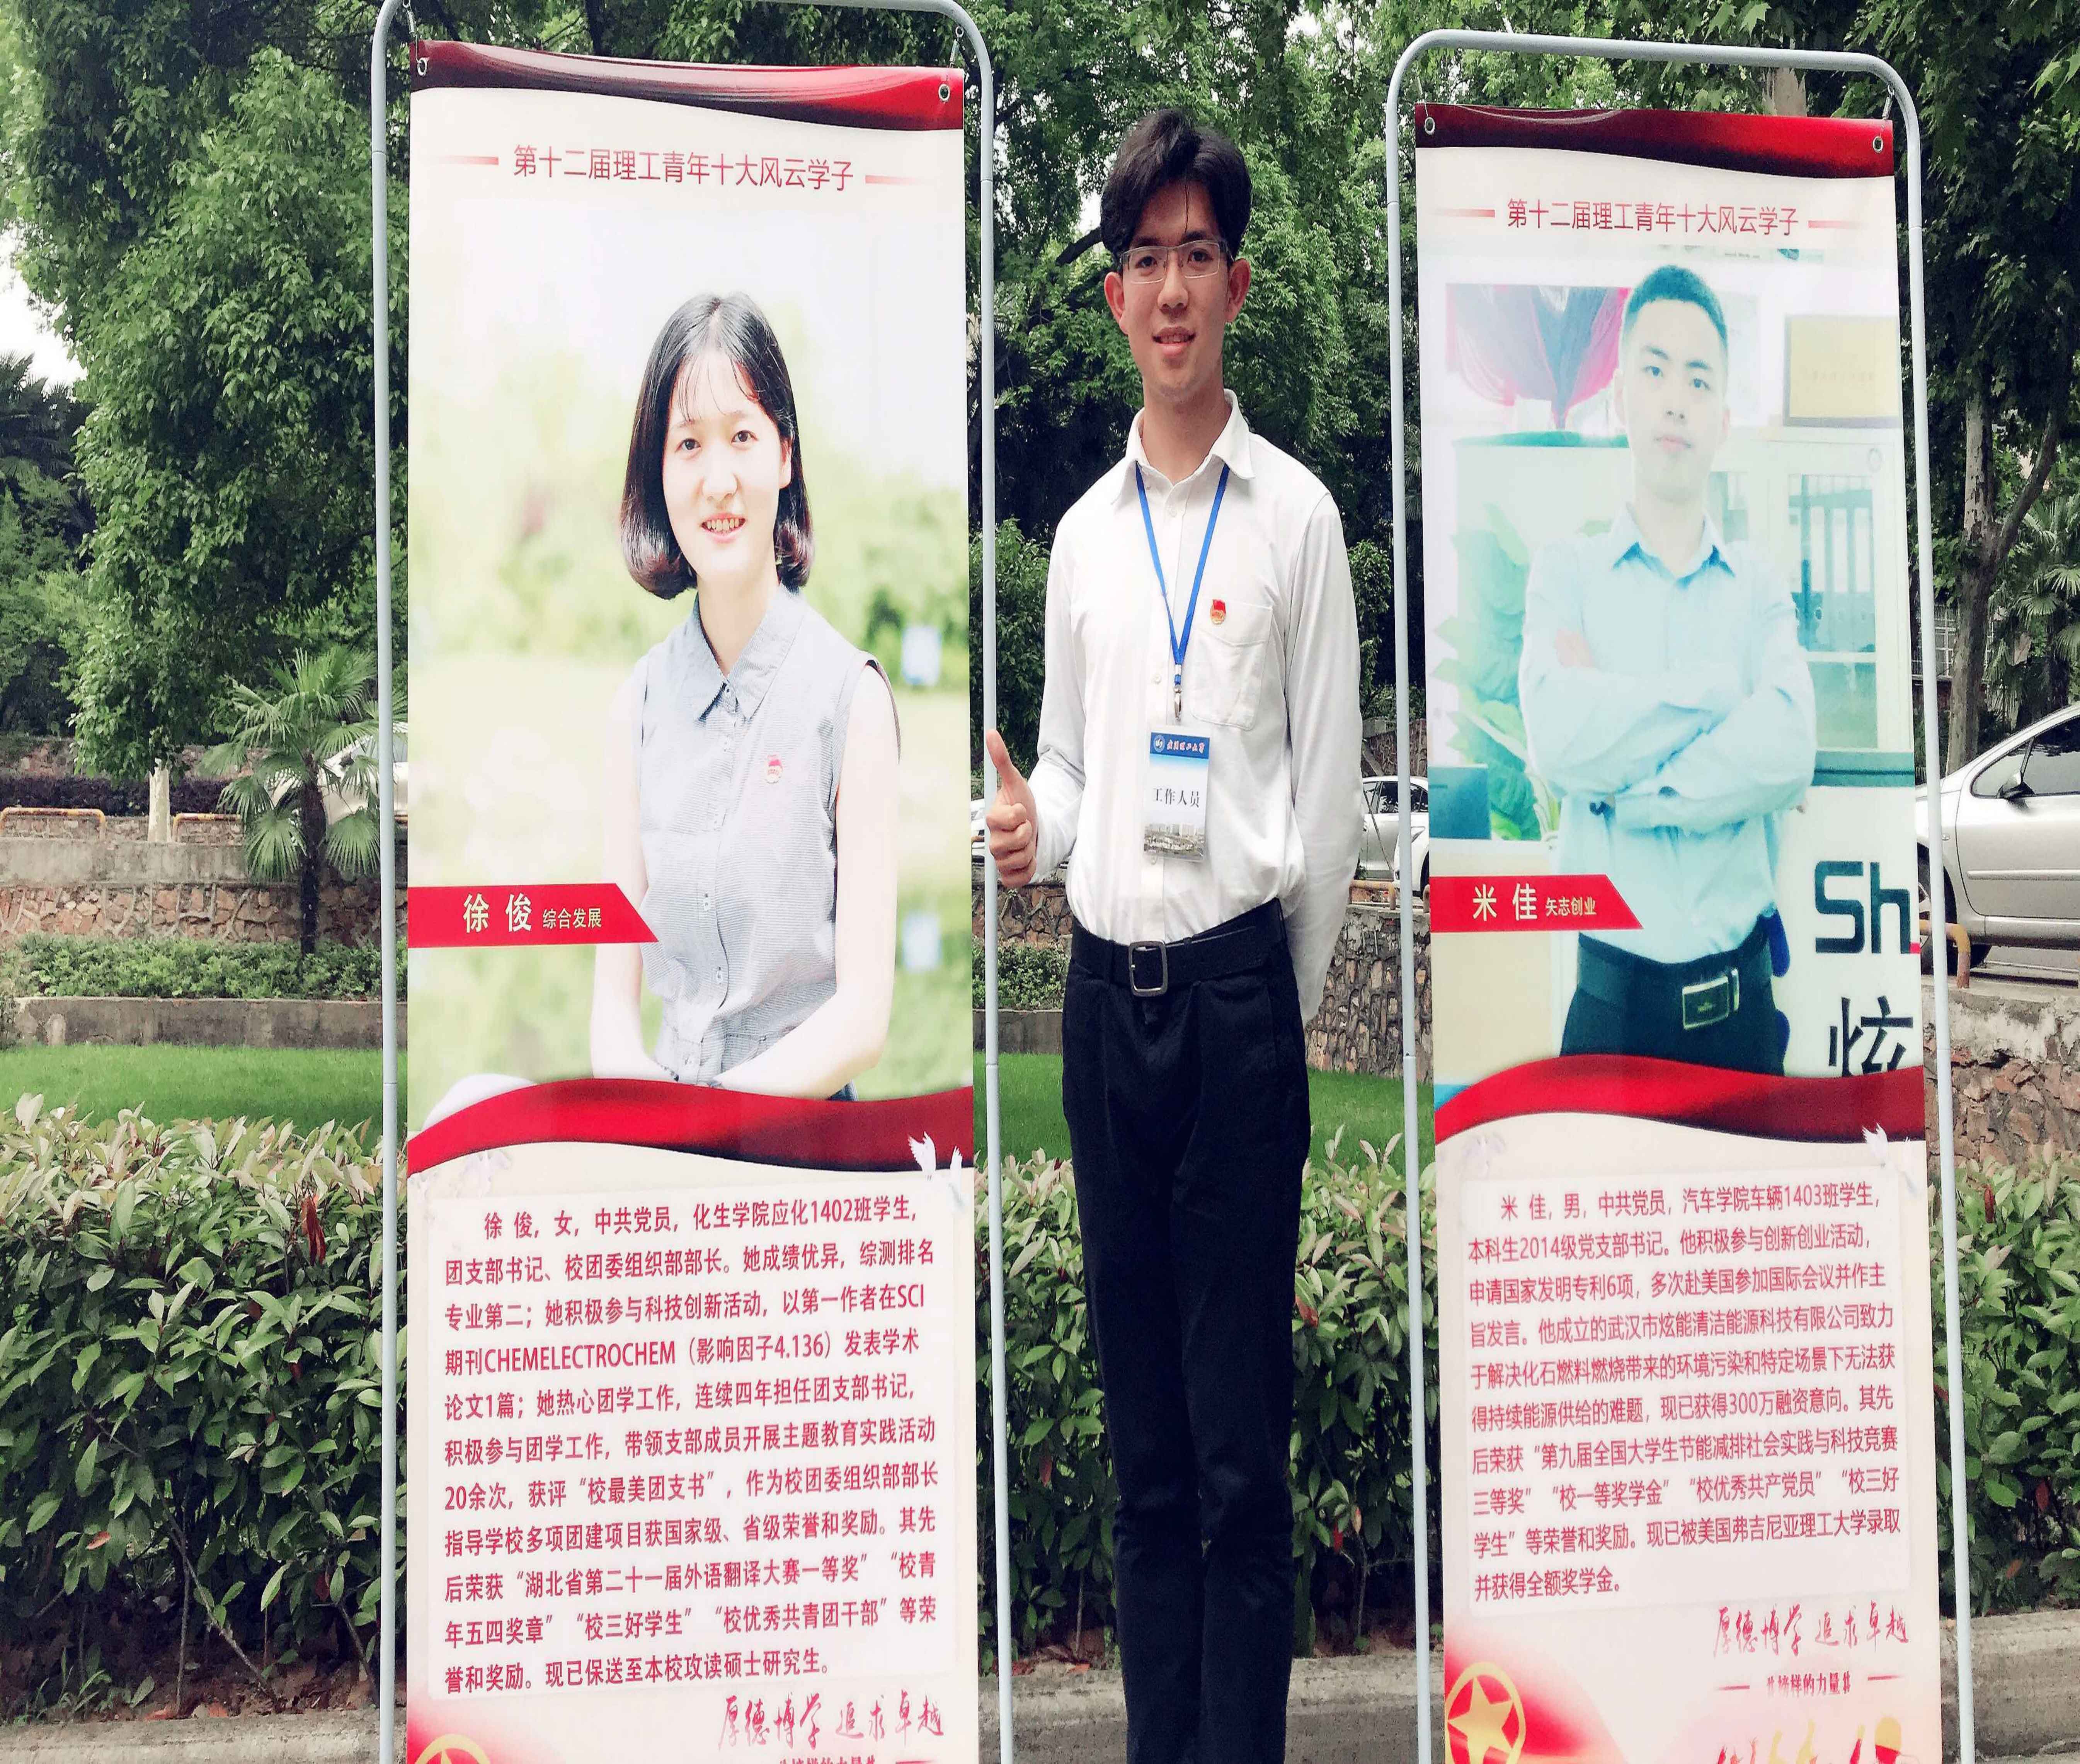 第十二届理工青年十大风云学子
徐 俊 综合发展
徐 俊，女，中共党员，化生学院应化1402班学生，
团支部书记、校团委组织部部长。她成绩优异，综测排名
专业第二；她积极参与科技创新活动，以第一作者在SCI
期刊CHEMELECTROCHEM（影响因子4.136）发表学术
论文1篇；她热心团学工作，连续四年担任团支部书记，
积极参与团学工作，带领支部成员开展主题教育实践活动
20余次，获评“校最美团支书”，作为校团委组织部部长
指导学校多项团建项目获国家级、省级荣誉和奖励。其先
后荣获“湖北省第二十一届外语翻译大赛一等奖”“校青
年五四奖章”“校三好学生”“校优秀共青团干部”等荣
誉和奖励。现已保送至本校攻读硕士研究生。
厚德博学 追求卓越
武汉理工大学
工作人员
第十二届理工青年十大风云学子
Sh
炫
米 佳 矢志创业
米 佳，男，中共党员，汽车学院车辆1403班学生，
本科生2014级党支部书记。他积极参与创新创业活动，
申请国家发明专利6项，多次赴美国参加国际会议并作主
旨发言。他成立的武汉市炫能清洁能源科技有限公司致力
于解决化石燃料燃烧带来的环境污染和特定场景下无法获
得持续能源供给的难题，现已获得300万融资意向。其先
后荣获“第九届全国大学生节能减排社会实践与科技竞赛
三等奖”“校一等奖学金”“校优秀共产党员”“校三好
学生”等荣誉和奖励。现已被美国弗吉尼亚理工大学录取
并获得全额奖学金。
厚德博学 追求卓越
榜样的力量